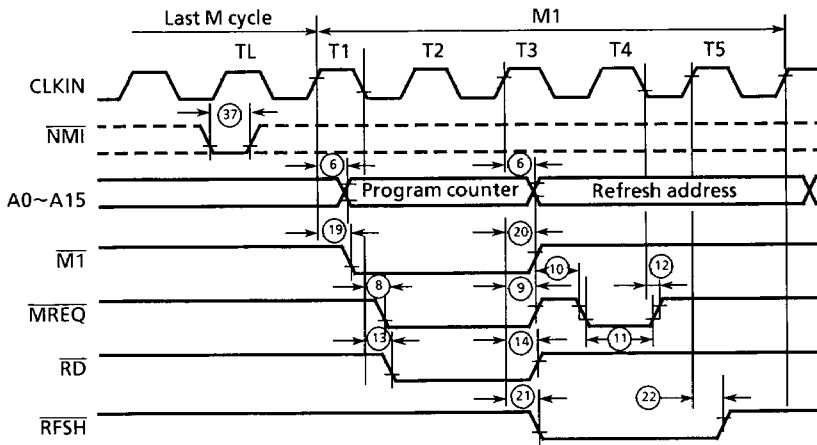 Last M cycle M1
TL T1 T2 T3 T4 T5
CLKIN
NMI
37
6 6
A0~A15 Program counter Refresh address
19 20
M1
10 12
8 9
MREQ
11
13 14
RD
21 22
RFSH